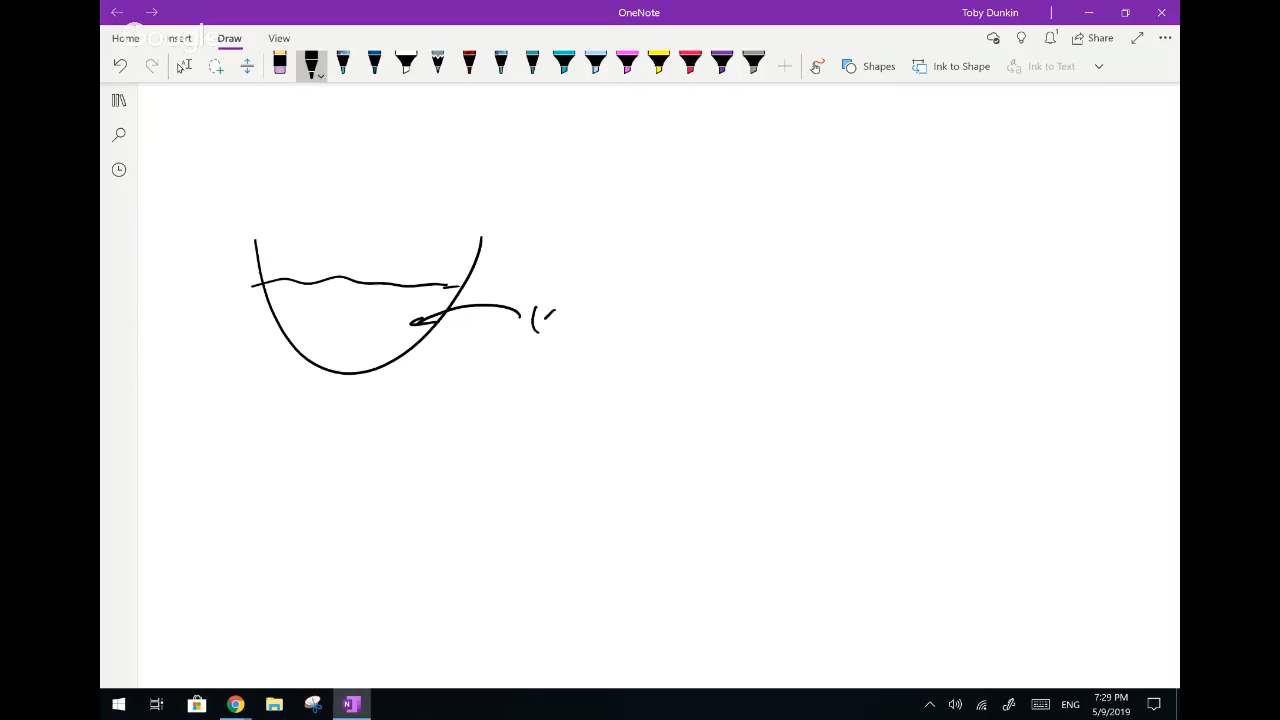 OneNote
Toby Dunkin
Google
Home
Insert
Draw
View
Share
Shapes
Ink to Shape
Ink to Text
(
ENG
7:29 PM
5/9/2019